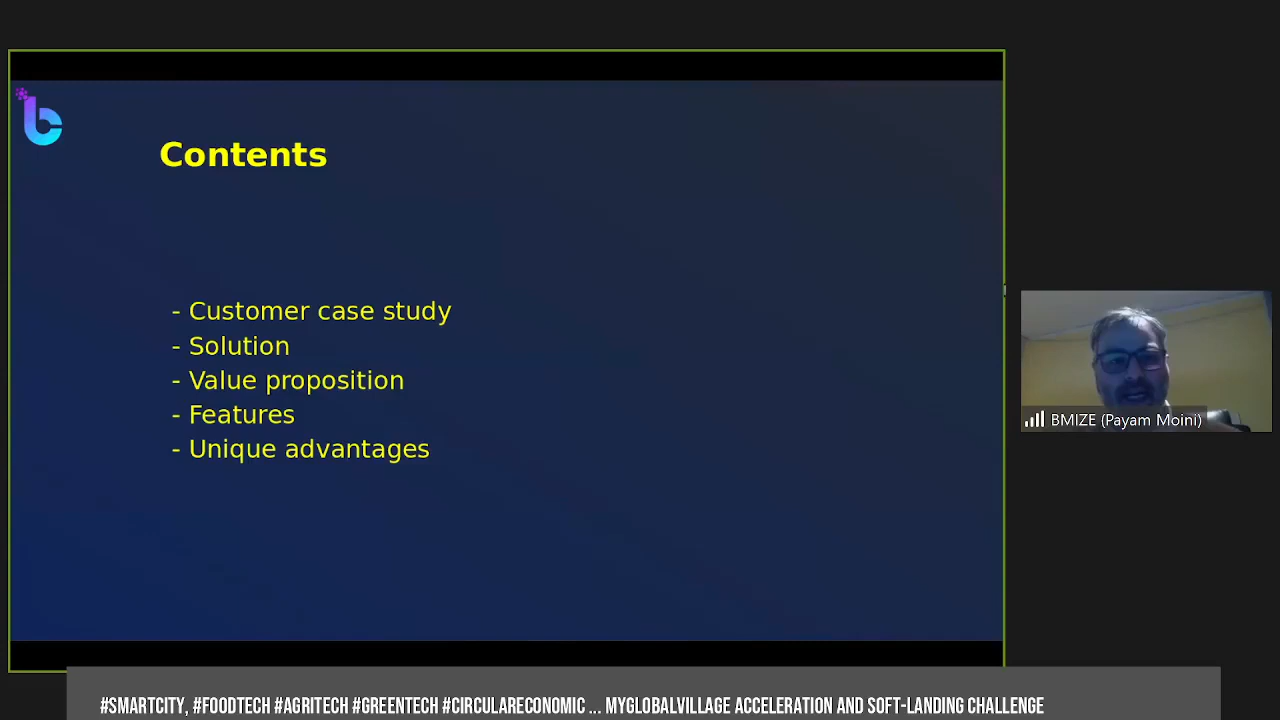 Contents
- Customer case study
- Solution
- Value proposition
- Features
- Unique advantages
BMIZE (Payam Moini)
#SMARTCITY, #FOODTECH #AGRITECH #GREENTECH #CIRCULARECONOMIC ... MYGLOBALVILLAGE ACCELERATION AND SOFT-LANDING CHALLENGE